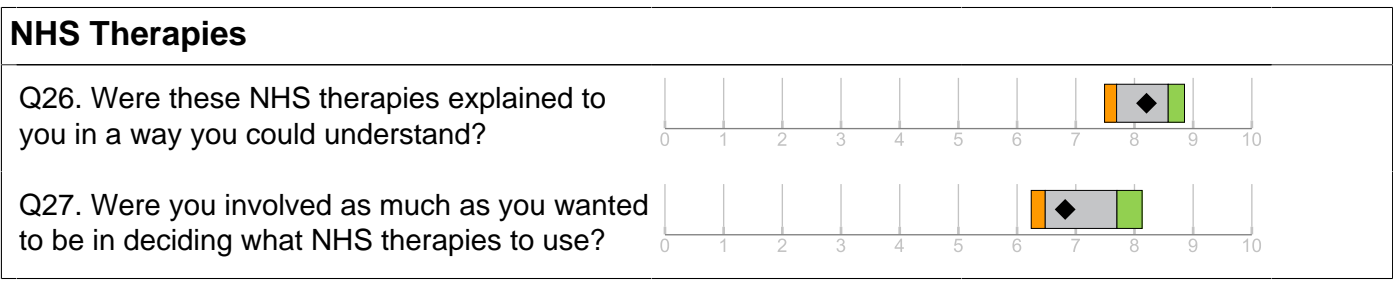 NHS Therapies
Q26. Were these NHS therapies explained to
you in a way you could understand?
0 1 2 3 4 5 6 7 8 9 10
Q27. Were you involved as much as you wanted
to be in deciding what NHS therapies to use?
0 1 2 3 4 5 6 7 8 9 10